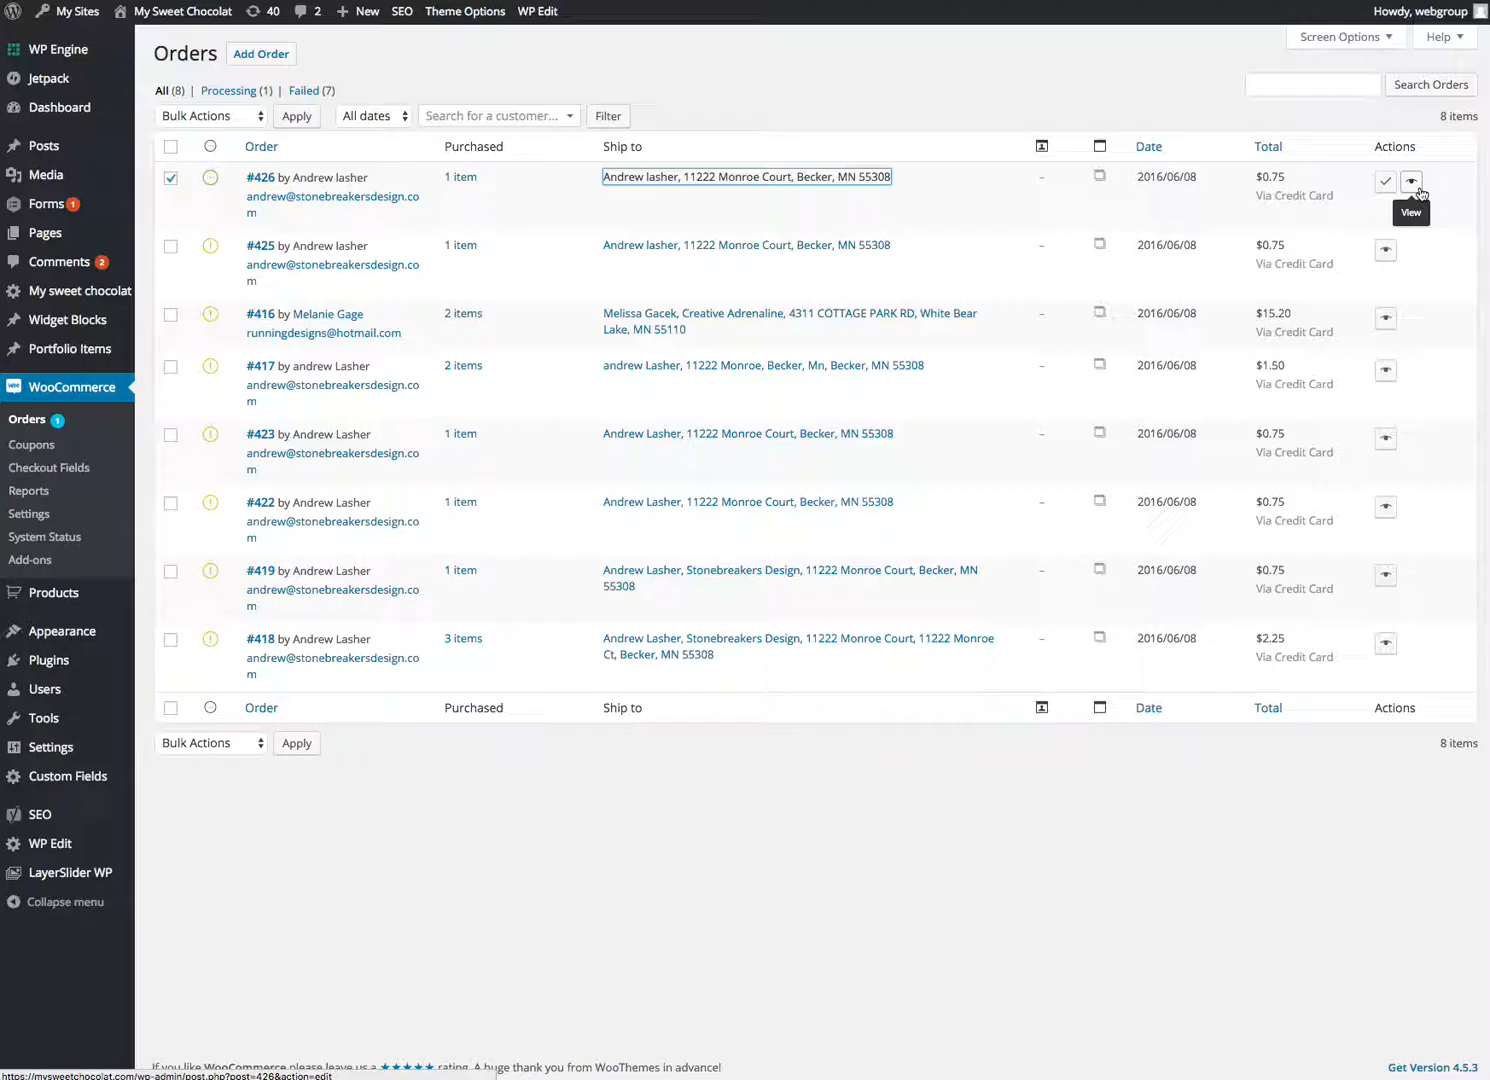 My Sites My Sweet Chocolat 40 2 New SEO Theme Options WP Edit Howdy, webgroup
WP Engine
Jetpack
Dashboard
Posts
Media
Forms 1
Pages
Comments 2
My sweet chocolat
Widget Blocks
Portfolio Items
WooCommerce
Orders 1
Coupons
Checkout Fields
Reports
Settings
System Status
Add-ons
Products
Appearance
Plugins
Users
Tools
Settings
Custom Fields
SEO
WP Edit
LayerSlider WP
Collapse menu
Screen Options Help
Orders Add Order
All (8) | Processing (1) | Failed (7)
Search Orders
Bulk Actions Apply All dates Search for a customer... Filter 8 items
Order Purchased Ship to Date Total Actions
#426 by Andrew lasher 1 item Andrew lasher, 11222 Monroe Court, Becker, MN 55308 2016/06/08 $0.75
andrew@stonebreakersdesign.co Via Credit Card
m View
#425 by Andrew lasher 1 item Andrew lasher, 11222 Monroe Court, Becker, MN 55308 – 2016/06/08 $0.75
andrew@stonebreakersdesign.co Via Credit Card
m
#416 by Melanie Gage 2 items Melissa Gacek, Creative Adrenaline, 4311 COTTAGE PARK RD, White Bear – 2016/06/08 $15.20
runningdesigns@hotmail.com Lake, MN 55110 Via Credit Card
#417 by andrew Lasher 2 items andrew Lasher, 11222 Monroe, Becker, Mn, Becker, MN 55308 – 2016/06/08 $1.50
andrew@stonebreakersdesign.co Via Credit Card
m
#423 by Andrew Lasher 1 item Andrew Lasher, 11222 Monroe Court, Becker, MN 55308 – 2016/06/08 $0.75
andrew@stonebreakersdesign.co Via Credit Card
m
#422 by Andrew Lasher 1 item Andrew Lasher, 11222 Monroe Court, Becker, MN 55308 – 2016/06/08 $0.75
andrew@stonebreakersdesign.co Via Credit Card
m
#419 by Andrew Lasher 1 item Andrew Lasher, Stonebreakers Design, 11222 Monroe Court, Becker, MN – 2016/06/08 $0.75
andrew@stonebreakersdesign.co 55308 Via Credit Card
m
#418 by Andrew Lasher 3 items Andrew Lasher, Stonebreakers Design, 11222 Monroe Court, 11222 Monroe – 2016/06/08 $2.25
andrew@stonebreakersdesign.co Ct, Becker, MN 55308 Via Credit Card
m
Order Purchased Ship to Date Total Actions
Bulk Actions Apply 8 items
If you like WooCommerce please leave us a ★★★★★ rating. A huge thank you from WooThemes in advance! Get Version 4.5.3
https://mysweetchocolat.com/wp-admin/post.php?post=426&action=edit